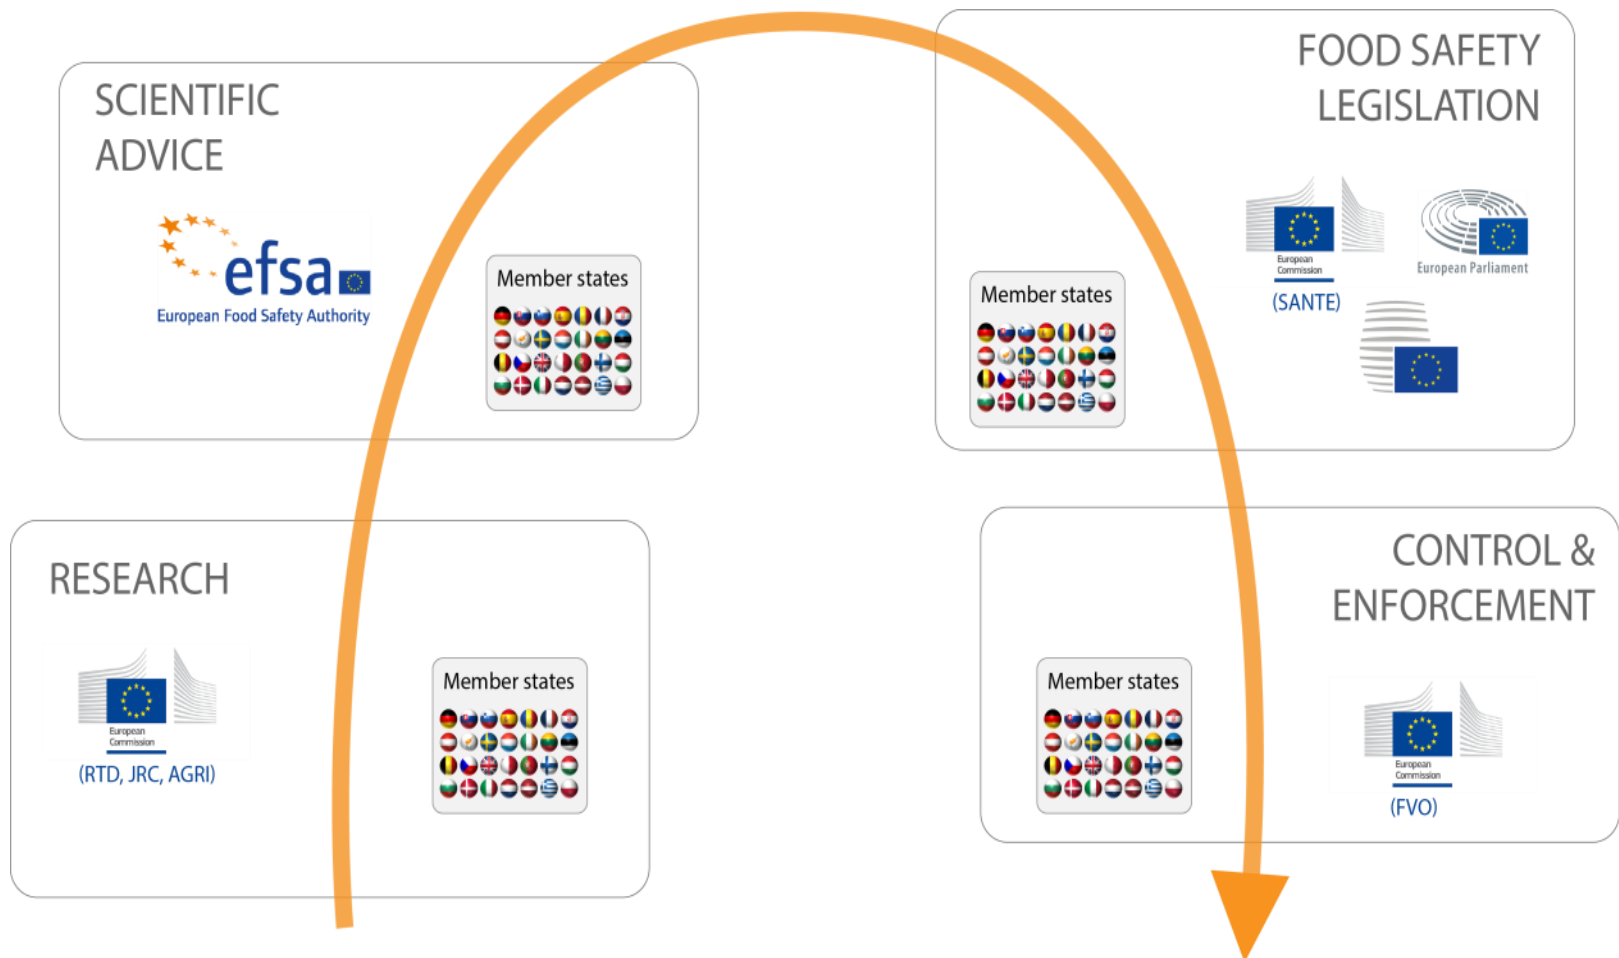 SCIENTIFIC
ADVICE
efsa
European Food Safety Authority
Member states
FOOD SAFETY
LEGISLATION
European
Commission
(SANTE)
European Parliament
Member states
RESEARCH
European
Commission
(RTD, JRC, AGRI)
Member states
CONTROL &
ENFORCEMENT
Member states
European
Commission
(FVO)